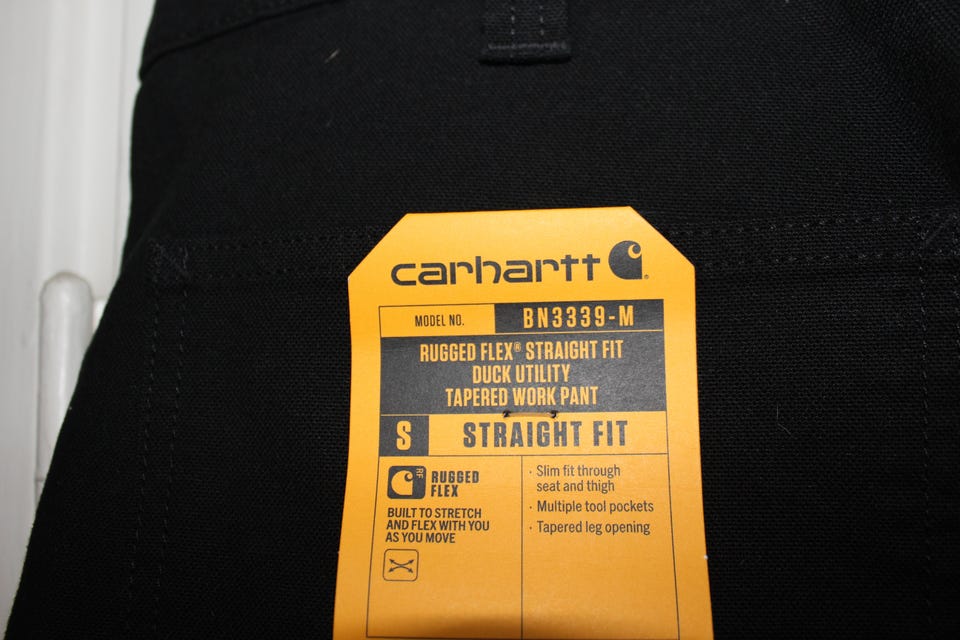 carhartt
MODEL NO. BN3339-M
RUGGED FLEX® STRAIGHT FIT
DUCK UTILITY
TAPERED WORK PANT
S STRAIGHT FIT
RF RUGGED
FLEX
BUILT TO STRETCH
AND FLEX WITH YOU
AS YOU MOVE
· Slim fit through
seat and thigh
· Multiple tool pockets
· Tapered leg opening